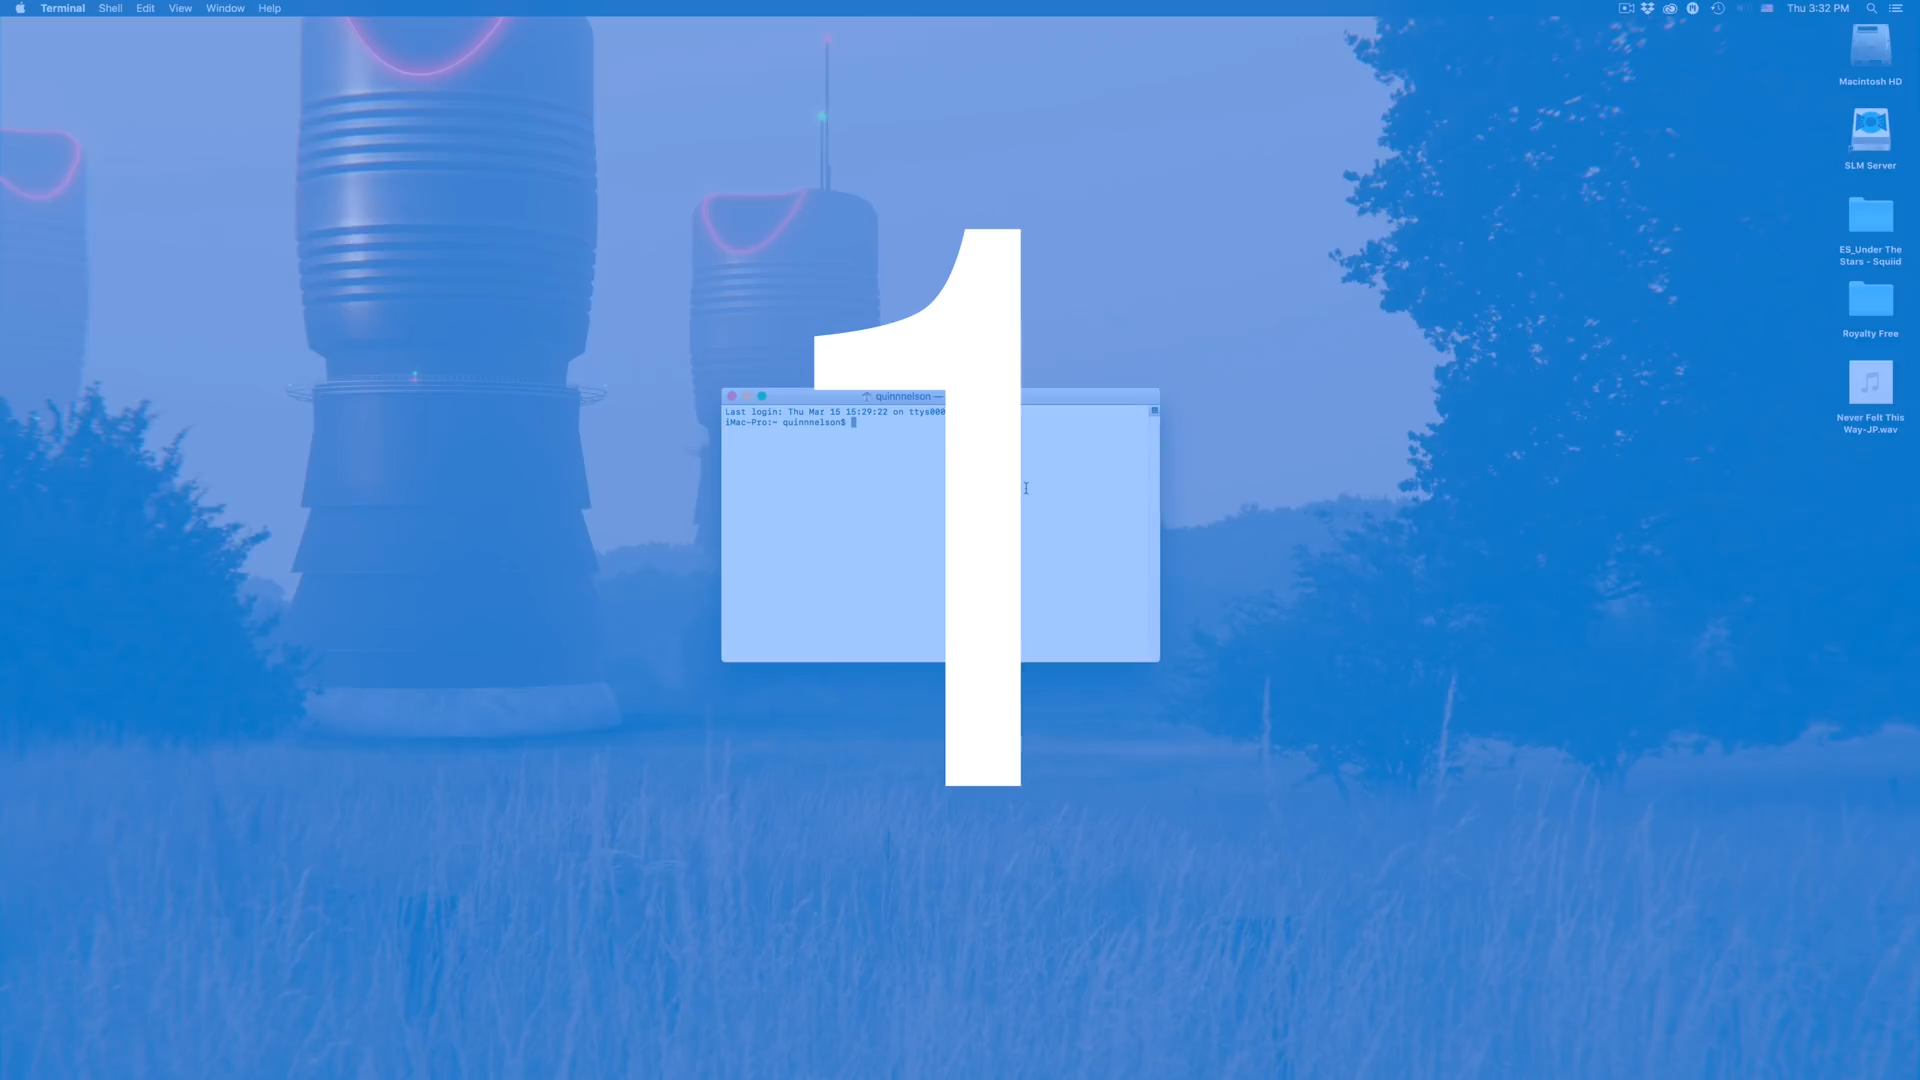 Terminal Shell Edit View Window Help
Thu 3:32 PM
Macintosh HD
SLM Server
ES_Under The
Stars - Squiid
Royalty Free
Never Felt This
Way-JP.wav
1
quinnnelson —
Last login: Thu Mar 15 15:29:22 on ttys000
iMac-Pro:~ quinnnelson$